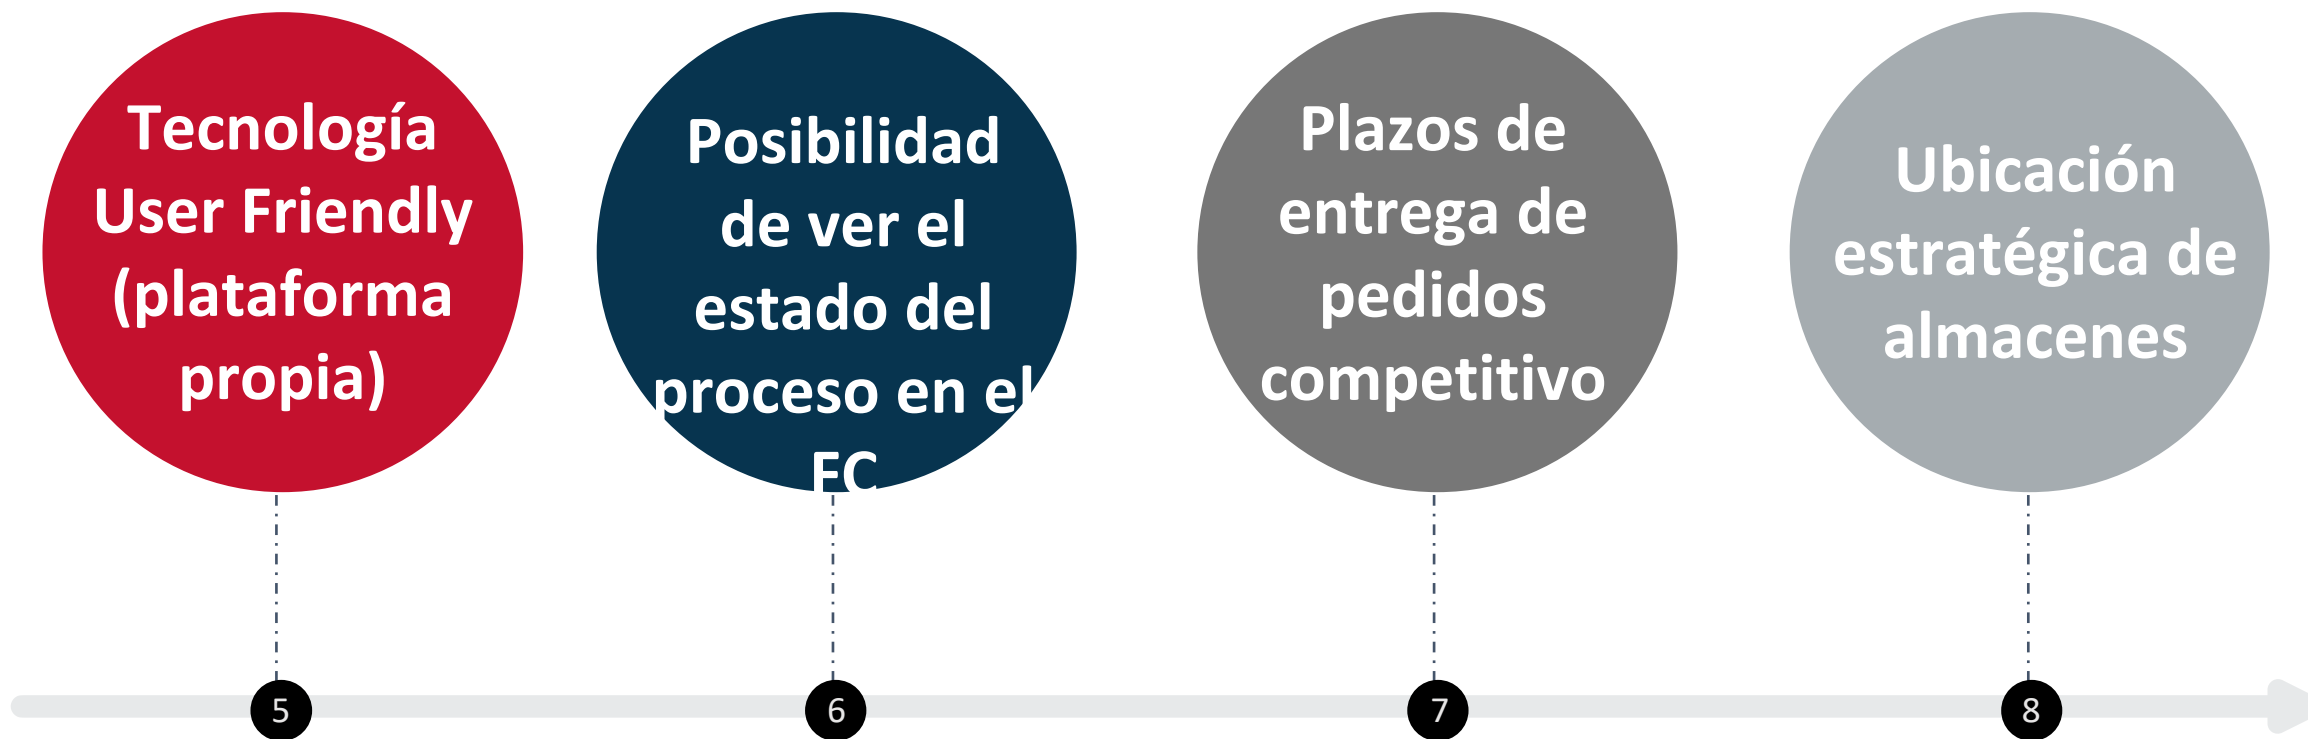 Tecnología
User Friendly
(plataforma
propia)
Posibilidad
de ver el
estado del
proceso en el
FC
Plazos de
entrega de
pedidos
competitivo
Ubicación
estratégica de
almacenes
5
6
7
8